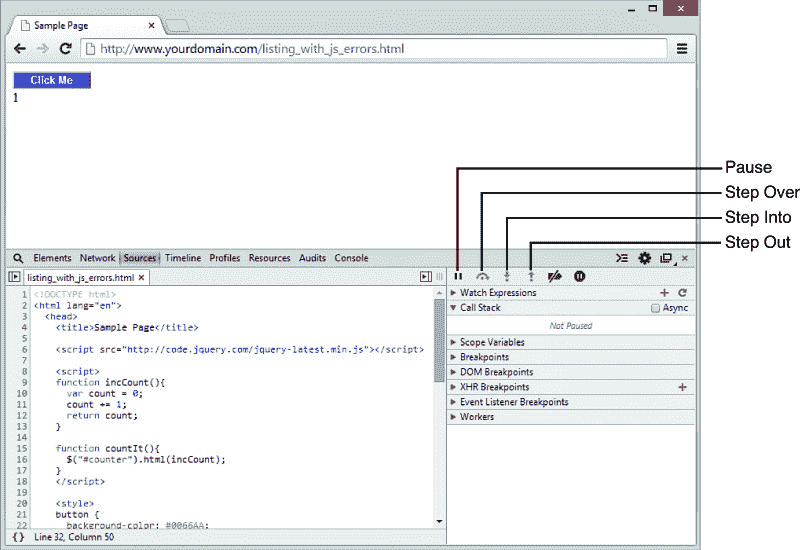 Sample Page
http://www.yourdomain.com/listing_with_js_errors.html
Click Me
1
Pause
Step Over
Step Into
Step Out
Elements Network Sources Timeline Profiles Resources Audits Console
listing_with_js_errors.html
Watch Expressions
Call Stack Async
Not Paused
Scope Variables
Breakpoints
DOM Breakpoints
XHR Breakpoints
Event Listener Breakpoints
Workers
1 <!DOCTYPE html>
2 <html lang="en">
3 <head>
4 <title>Sample Page</title>
5
6 <script src="http://code.jquery.com/jquery-latest.min.js"></script>
7
8 <script>
9 function incCount(){
10 var count = 0;
11 count += 1;
12 return count;
13 }
14
15 function countIt(){
16 $("#counter").html(incCount);
17 }
18 </script>
19
20 <style>
21 button {
22 background-color: #0066AA;
{} Line 32, Column 50